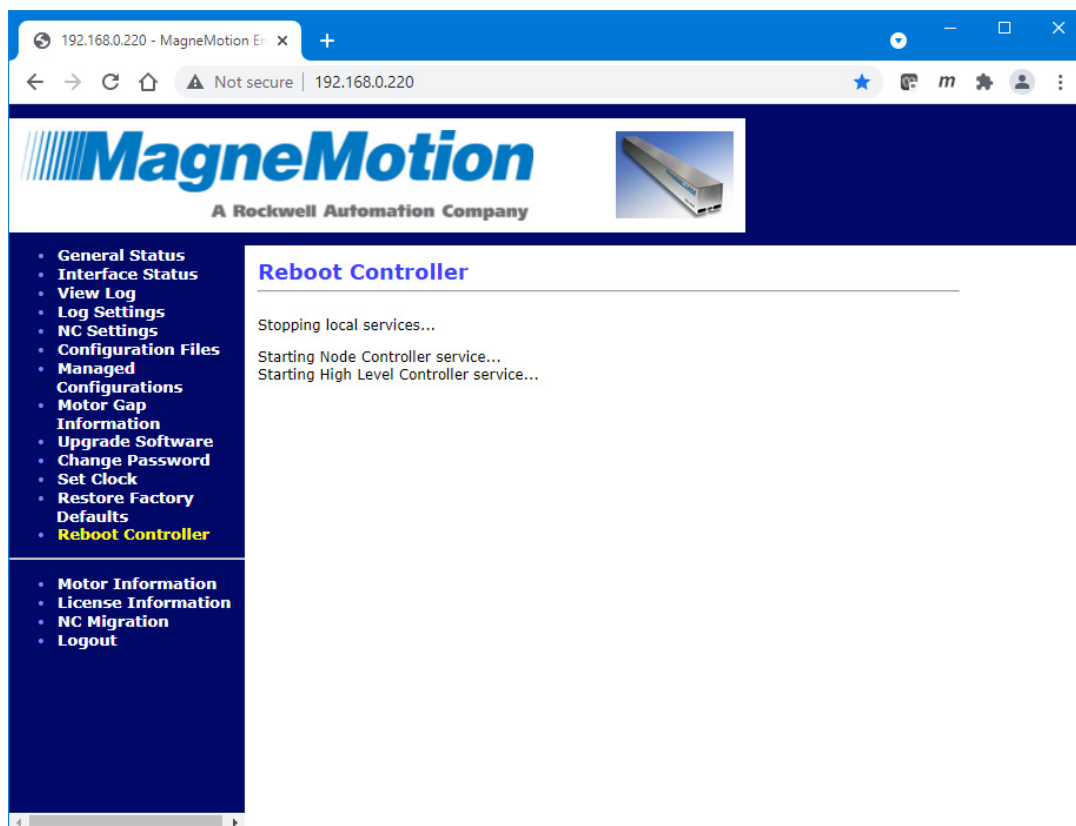 192.168.0.220 - MagneMotion En
Not secure | 192.168.0.220
m
MagneMotion
A Rockwell Automation Company
General Status
Interface Status
View Log
Log Settings
NC Settings
Configuration Files
Managed
Configurations
Motor Gap
Information
Upgrade Software
Change Password
Set Clock
Restore Factory
Defaults
Reboot Controller
Motor Information
License Information
NC Migration
Logout
Reboot Controller
Stopping local services...
Starting Node Controller service...
Starting High Level Controller service...